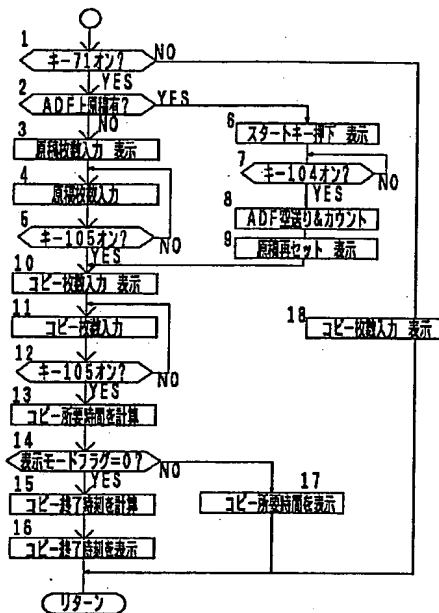 1
キー71オン?
NO
YES
2
ADF上原稿有?
YES
NO
3
原稿枚数入力 表示
4
原稿枚数入力
5
キー105オン?
NO
YES
6
スタートキー押下 表示
7
キー104オン?
NO
YES
8
ADF空送り&カウント
9
原稿再セット 表示
10
コピー枚数入力 表示
11
コピー枚数入力
12
キー105オン?
NO
YES
13
コピー所要時間を計算
14
表示モードフラグ=0?
NO
YES
15
コピー終了時刻を計算
16
コピー終了時刻を表示
17
コピー所要時間を表示
18
コピー枚数入力 表示
リターン